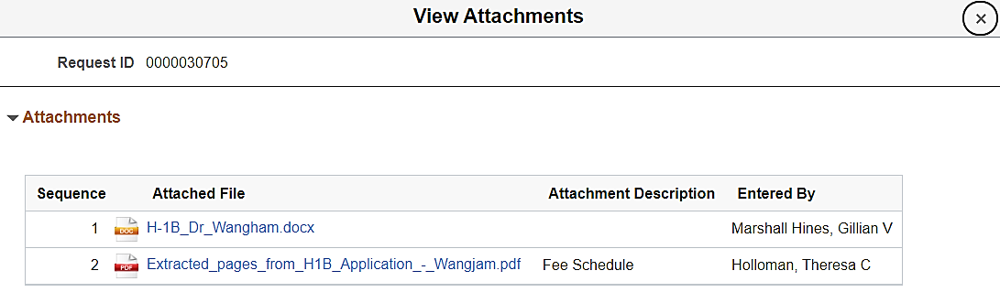 View Attachments
Request ID 0000030705
Attachments
Sequence Attached File Attachment Description Entered By
1 DOC H-1B_Dr_Wangham.docx Marshall Hines, Gillian V
2 PDF Extracted_pages_from_H1B_Application_-_Wangjam.pdf Fee Schedule Holloman, Theresa C